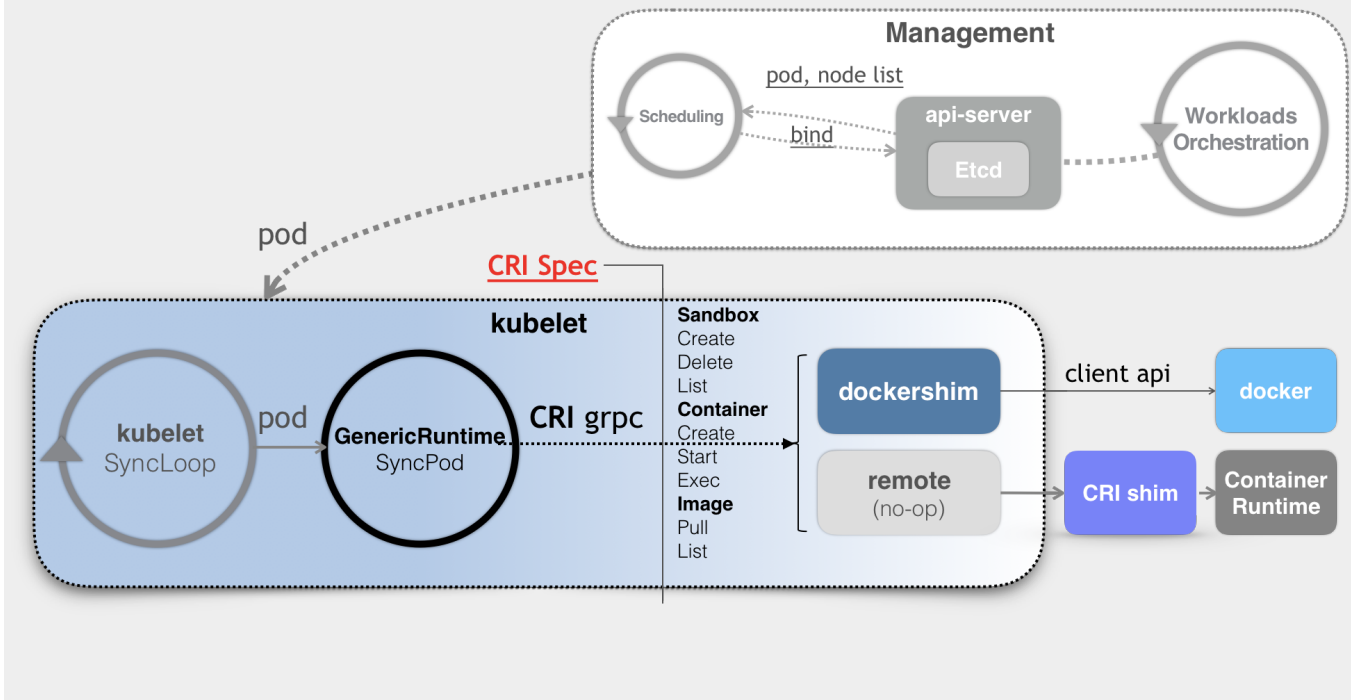 Management
pod, node list
Scheduling
bind
api-server
Etcd
Workloads
Orchestration
pod
CRI Spec
kubelet
kubelet
SyncLoop
pod
GenericRuntime
SyncPod
CRI grpc
Sandbox
Create
Delete
List
Container
Create
Start
Exec
Image
Pull
List
dockershim
client api
docker
remote
(no-op)
CRI shim
Container
Runtime